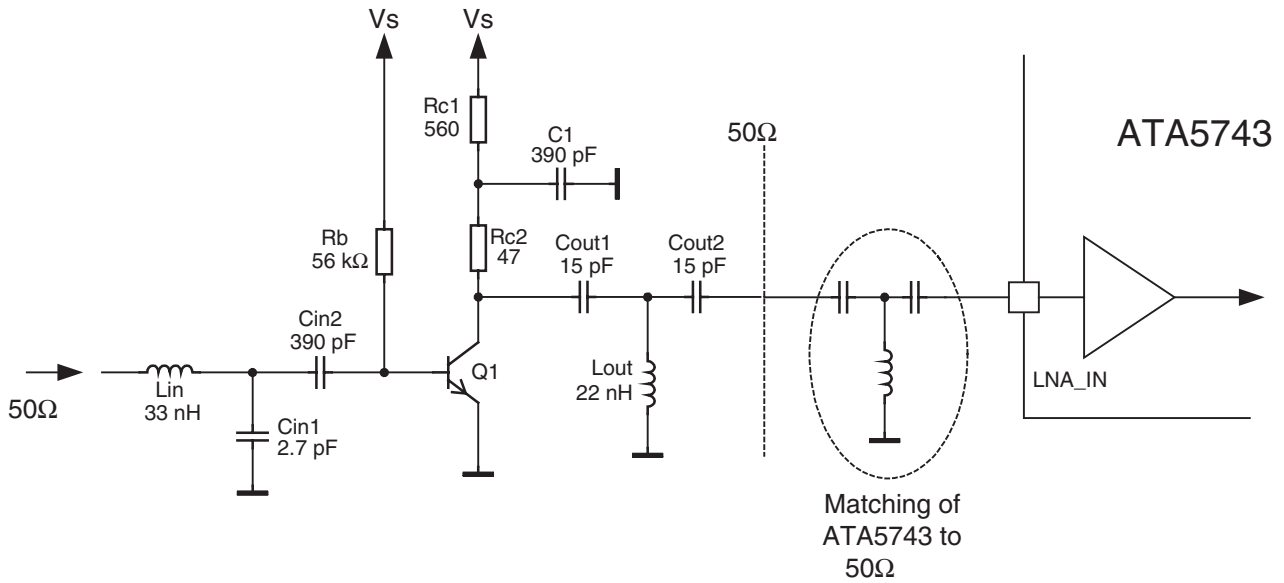 Vs
Vs
Rc1
560
C1
390 pF
50Ω
ATA5743
Rb
56 kΩ
Rc2
47
Cout1
15 pF
Cout2
15 pF
Cin2
390 pF
Q1
Lout
22 nH
LNA_IN
50Ω
Lin
33 nH
Cin1
2.7 pF
Matching of
ATA5743 to
50Ω